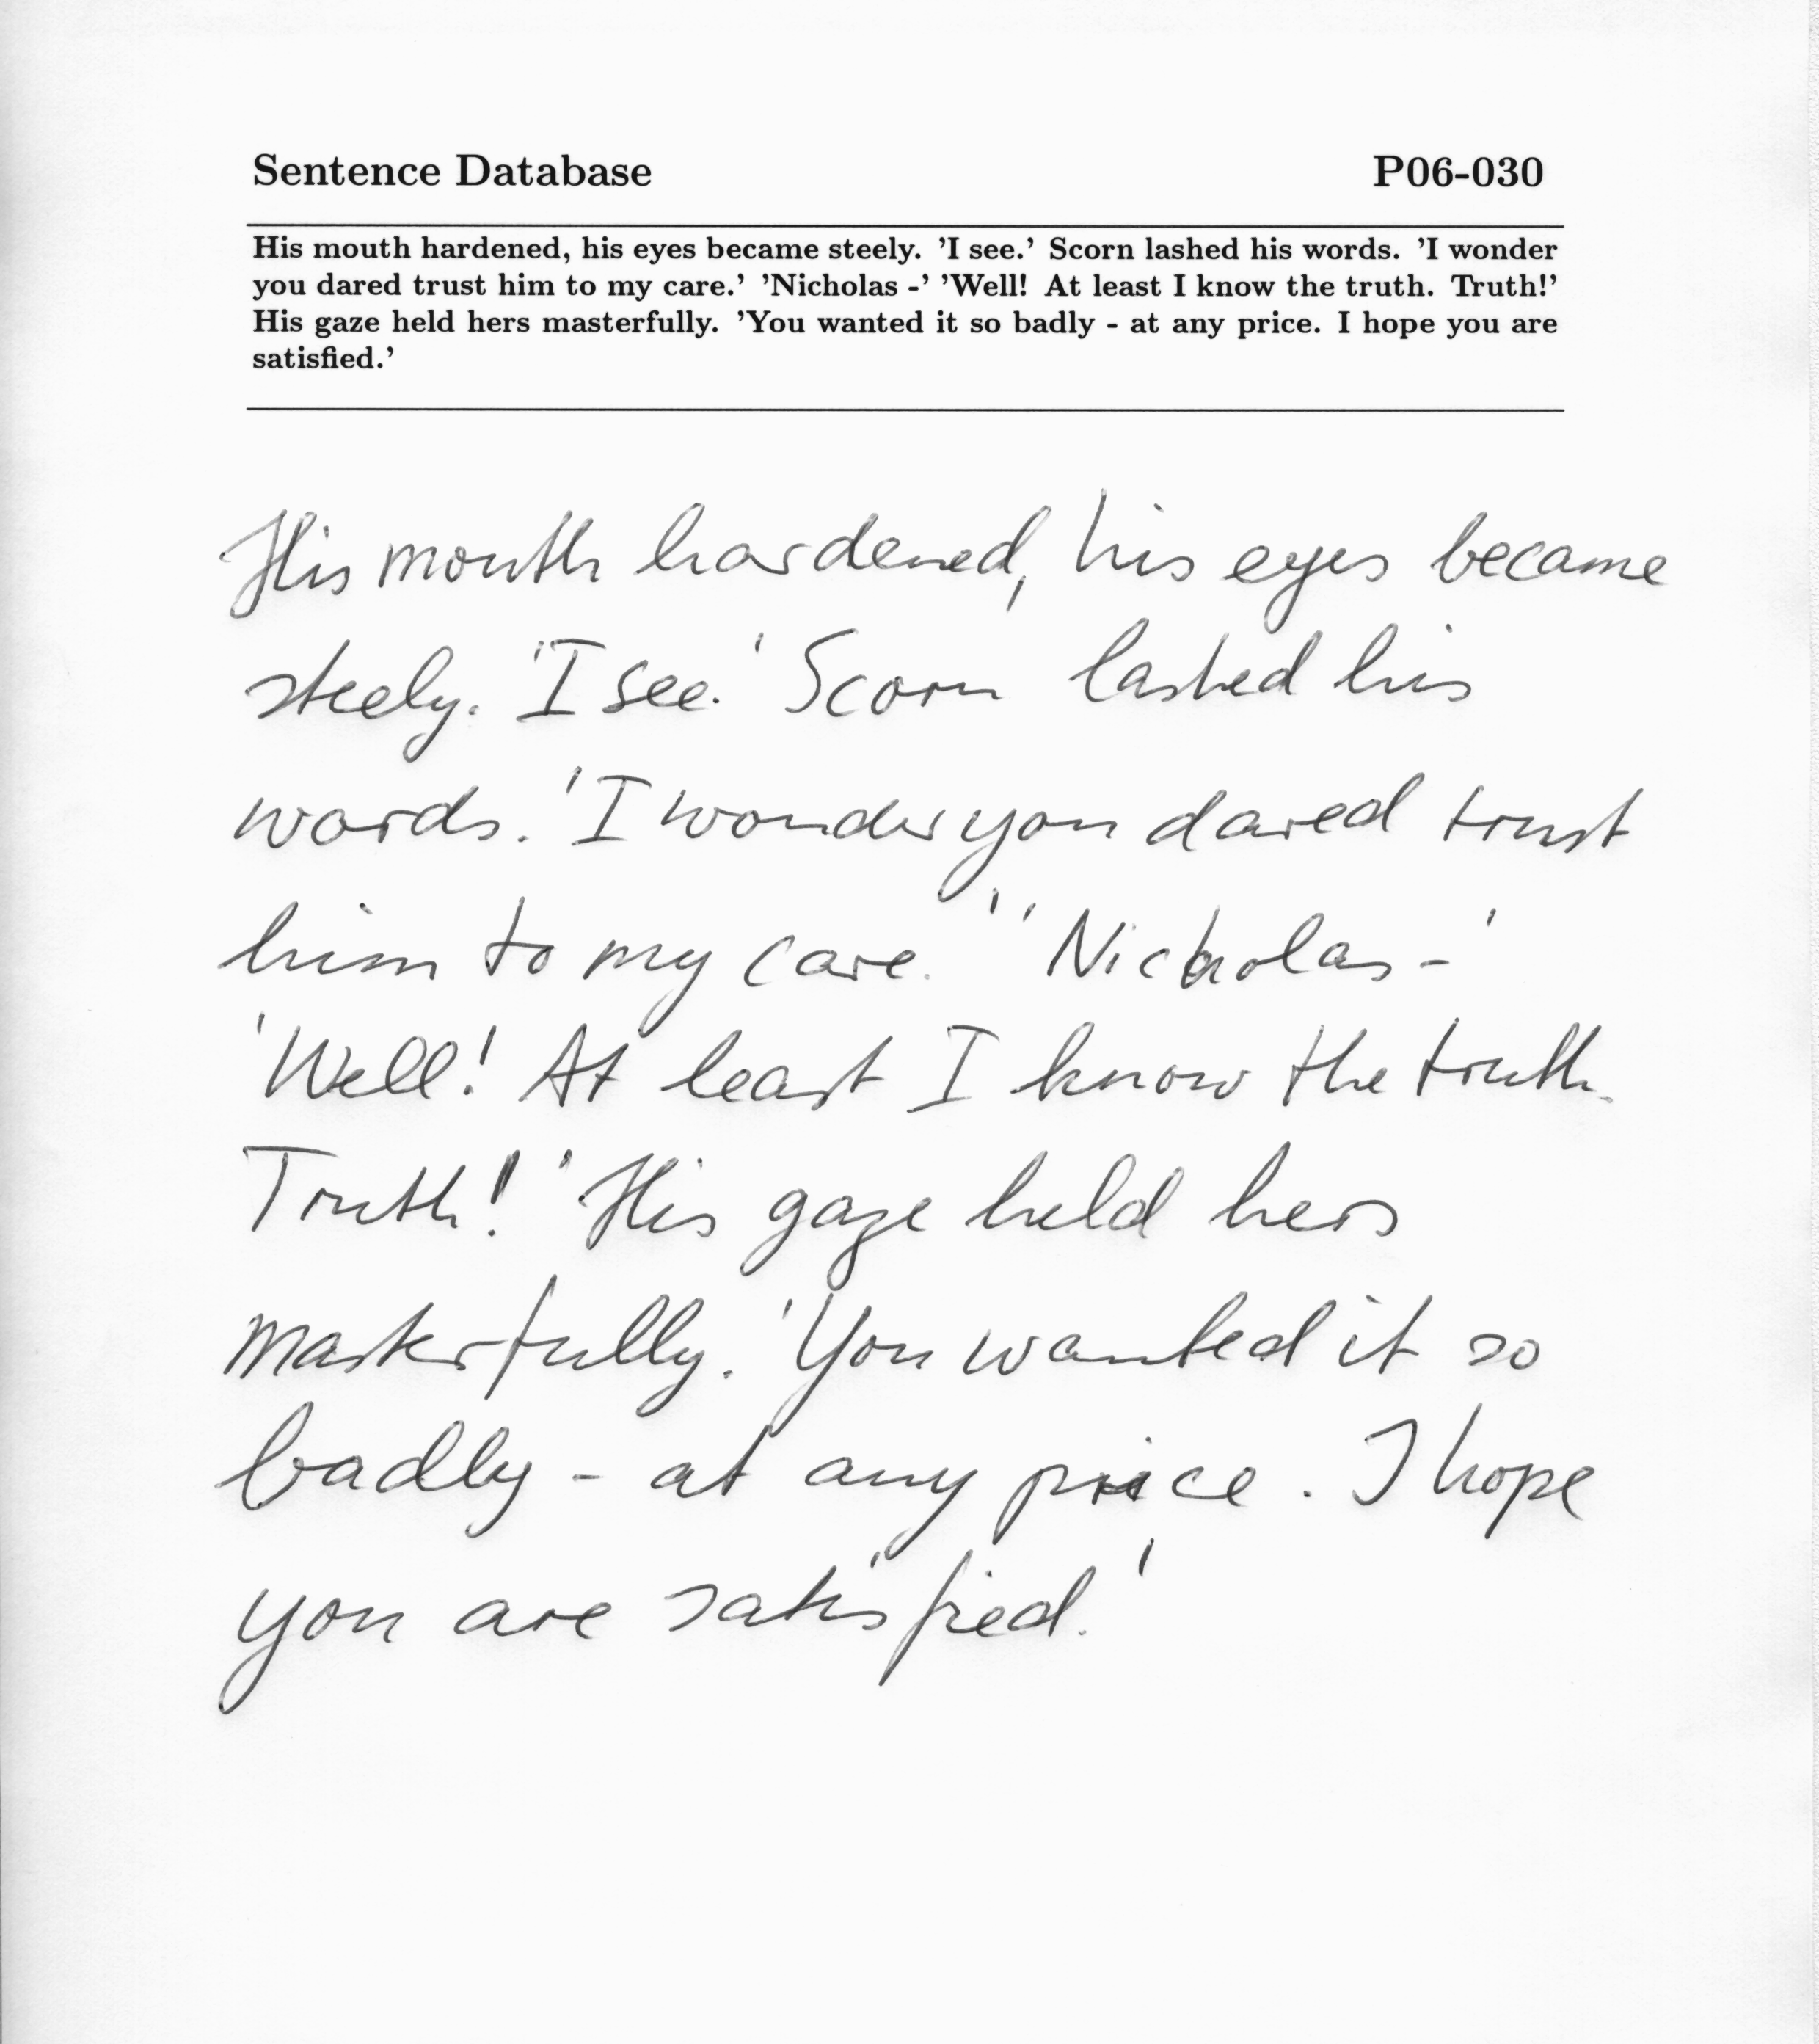 Sentence Database P06-030
His mouth hardened, his eyes became steely. 'I see.' Scorn lashed his words. 'I wonder
you dared trust him to my care.' 'Nicholas -' 'Well! At least I know the truth. Truth!'
His gaze held hers masterfully. 'You wanted it so badly - at any price. I hope you are
satisfied.'
His mouth hardened, his eyes became
steely. 'I see.' Scorn lashed his
words. 'I wonder you dared trust
him to my care.' 'Nicholas -'
'Well! At least I know the truth.
Truth!' His gaze held hers
masterfully. 'You wanted it so
badly - at any price. I hope
you are satisfied.'